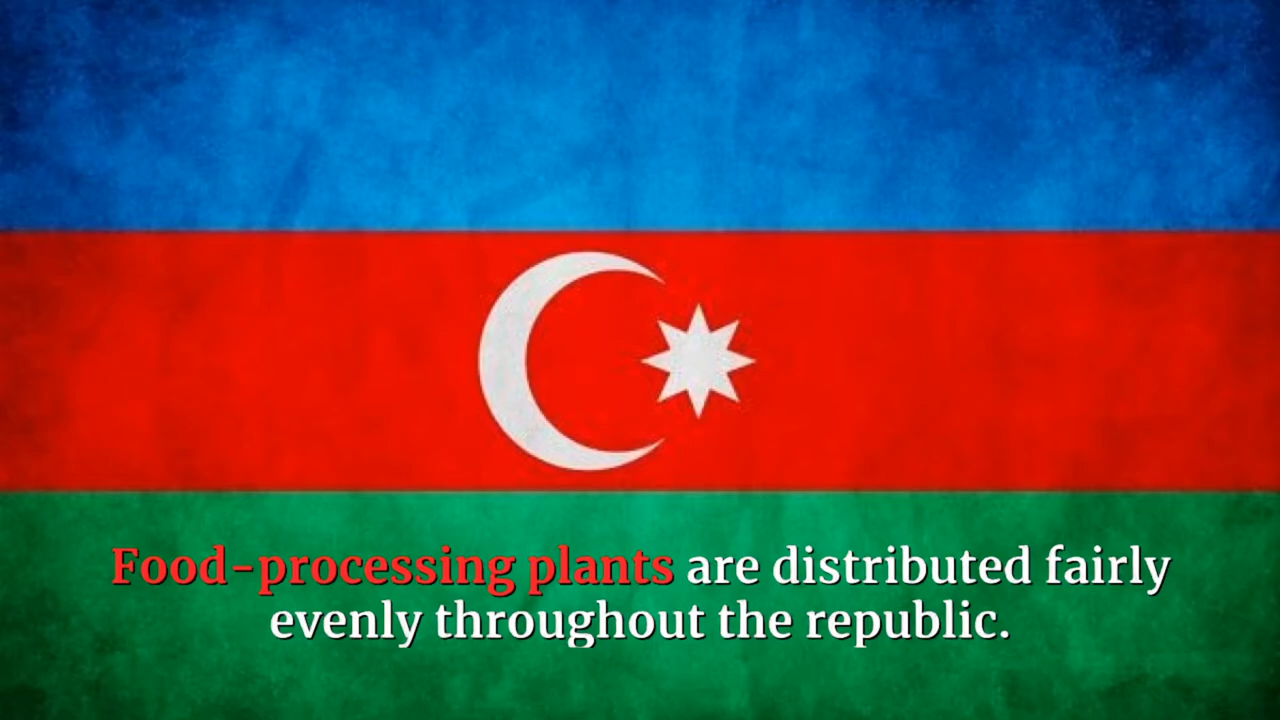 Food-processing plants are distributed fairly
evenly throughout the republic.